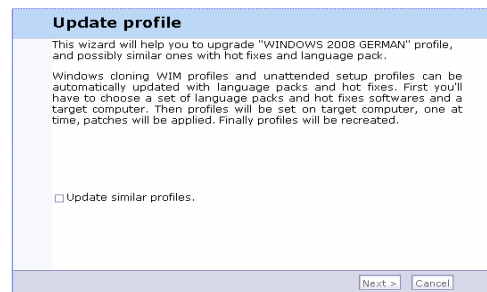 Update profile
This wizard will help you to upgrade "WINDOWS 2008 GERMAN" profile,
and possibly similar ones with hot fixes and language pack.
Windows cloning WIM profiles and unattended setup profiles can be
automatically updated with language packs and hot fixes. First you'll
have to choose a set of language packs and hot fixes softwares and a
target computer. Then profiles will be set on target computer, one at
time, patches will be applied. Finally profiles will be recreated.
Update similar profiles.
Next >
Cancel